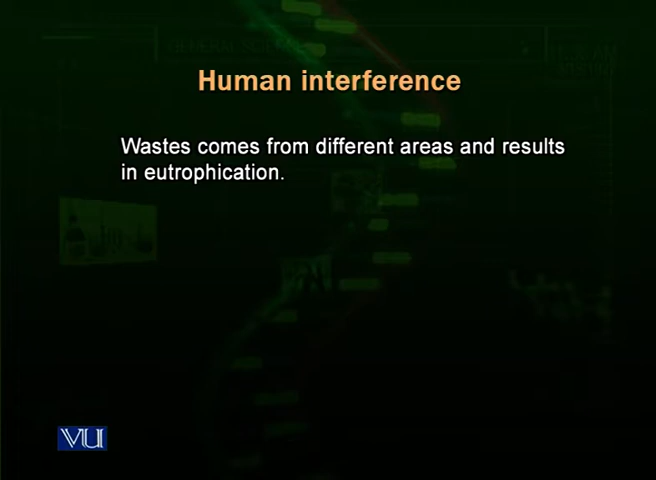 Human interference
Wastes comes from different areas and results
in eutrophication.
VU